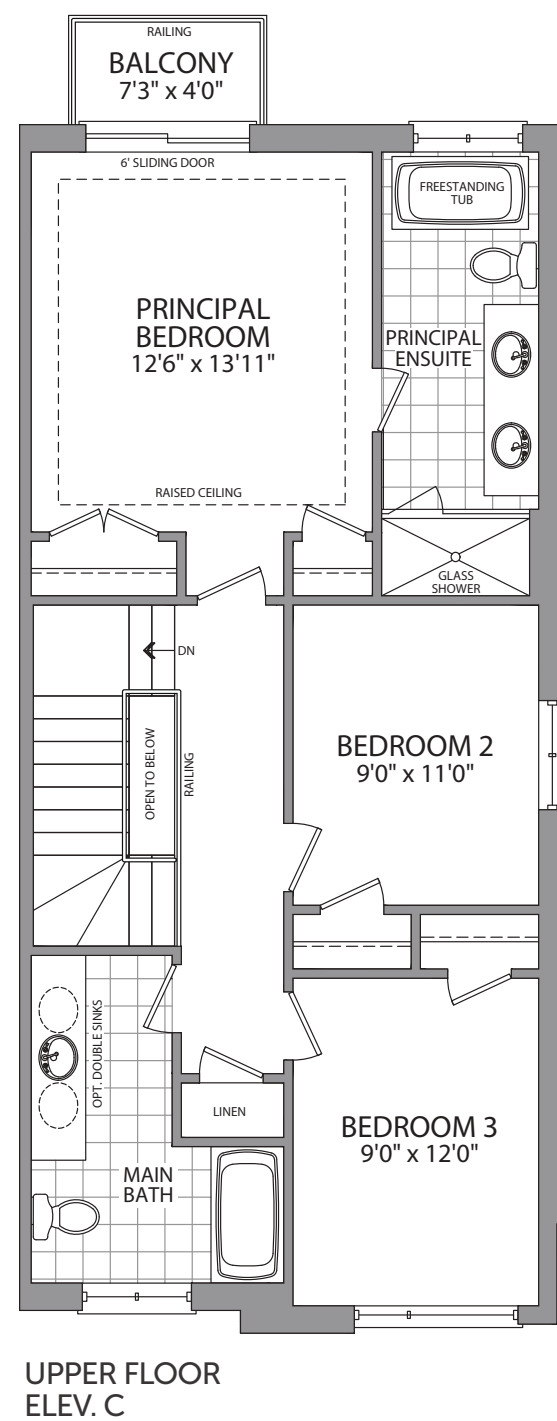 RAILING
BALCONY
7'3" x 4'0"
6' SLIDING DOOR
FREESTANDING
TUB
PRINCIPAL
BEDROOM
12'6" x 13'11"
PRINCIPAL
ENSUITE
RAISED CEILING
GLASS
SHOWER
DN
OPEN TO BELOW
RAILING
BEDROOM 2
9'0" x 11'0"
OPT. DOUBLE SINKS
LINEN
BEDROOM 3
9'0" x 12'0"
MAIN
BATH
UPPER FLOOR
ELEV. C